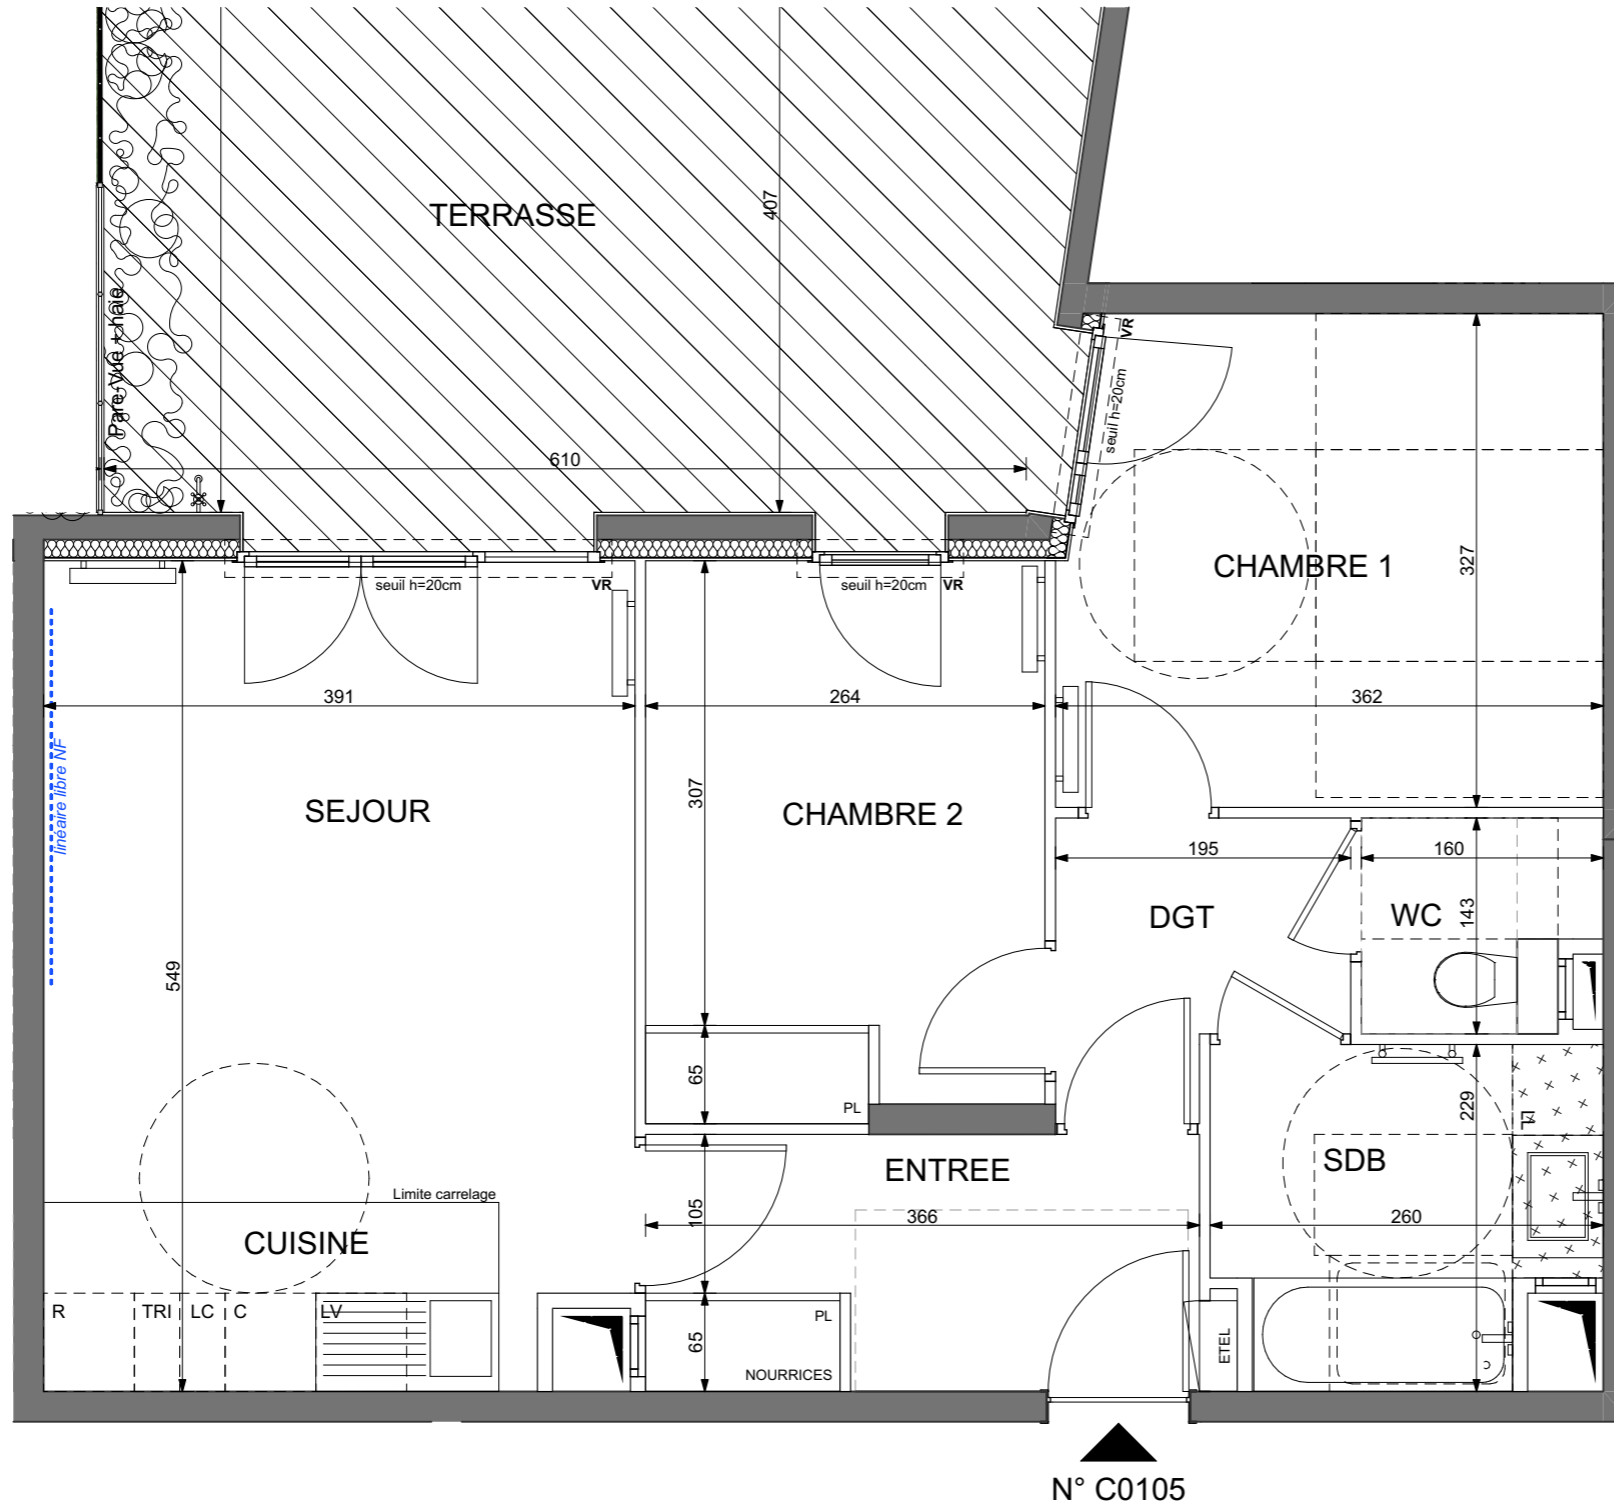 TERRASSE
407
Pare-Vue + haie
610
VR
seuil h=20cm
CHAMBRE 1
327
seuil h=20cm
VR
seuil h=20cm
VR
391
264
362
linéaire libre NF
SEJOUR
307
CHAMBRE 2
195
160
DGT
WC
143
549
65
PL
229
LL
ENTREE
SDB
Limite carrelage
105
366
260
CUISINE
R
TRI
LC
C
LV
PL
65
NOURRICES
ETEL
N° C0105